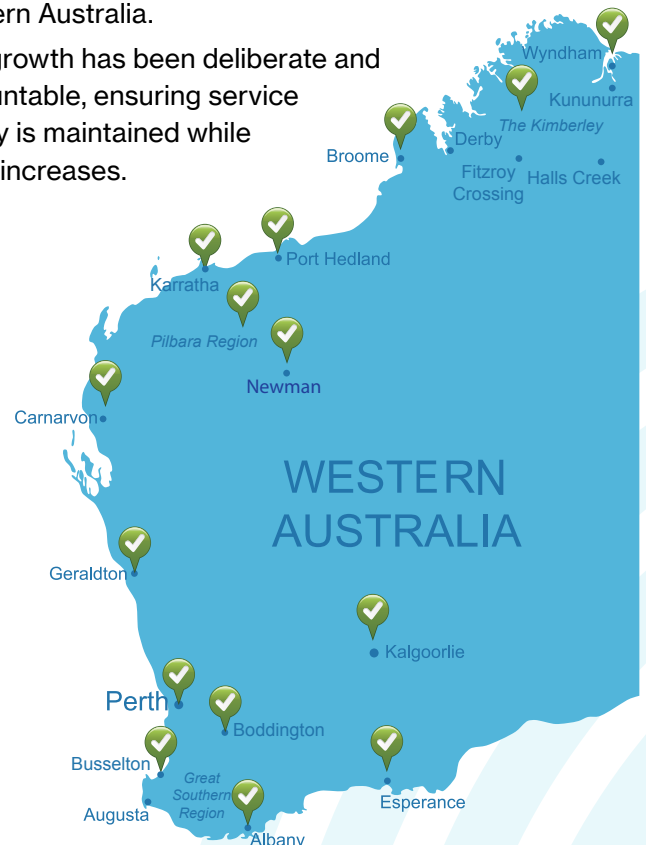 ern Australia.
growth has been deliberate and
untable, ensuring service
y is maintained while
increases.
Wyndham
Kununurra
The Kimberley
Derby
Broome
Fitzroy
Crossing
Halls Creek
Port Hedland
Karratha
Pilbara Region
Newman
Carnarvon
WESTERN
AUSTRALIA
Geraldton
Kalgoorlie
Perth
Boddington
Busselton
Great
Southern
Region
Augusta
Esperance
Albany